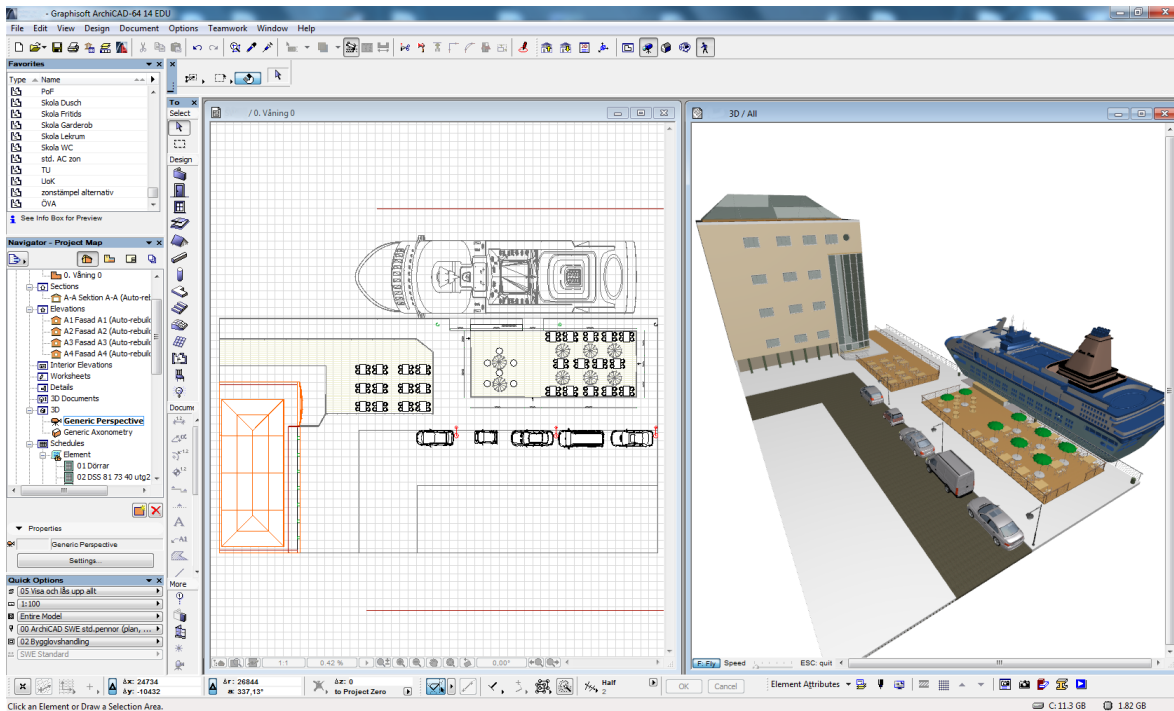 - Graphisoft ArchiCAD-64 14 EDU
File Edit View Design Document Options Teamwork Window Help
Favorites
Type Name
PoF
Skola Dusch
Skola Fritids
Skola Garderob
Skola Lekrum
Skola WC
std. AC zon
TU
UoK
zonstämpel alternativ
ÖVA
See Info Box for Preview
Navigator - Project Map
0. Våning 0
Sections
A-A Sektion A-A (Auto-reb
Elevations
A1 Fasad A1 (Auto-rebuild
A2 Fasad A2 (Auto-rebuild
A3 Fasad A3 (Auto-rebuild
A4 Fasad A4 (Auto-rebuild
Interior Elevations
Worksheets
Details
3D Documents
3D
Generic Perspective
Generic Axonometry
Schedules
Element
01 Dörrar
02 DSS 81 73 40 utg2
Properties
Generic Perspective
Settings...
Quick Options
05 Visa och lås upp allt
1:100
Entire Model
00 ArchiCAD SWE std.pennor (plan, ...
02 Bygglovshandling
SWE Standard
To
Select
Design
Docume
A
A1
More
/ 0. Våning 0
1:1 0.42 % 0,00°
3D / All
F. Fly Speed ESC: quit
Δx: 24734
Δy: -10432
Δr: 26844
a: 337,13°
Δz: 0
to Project Zero
Half
2
OK Cancel
Element Attributes
Click an Element or Draw a Selection Area.
C: 11.3 GB 1.82 GB